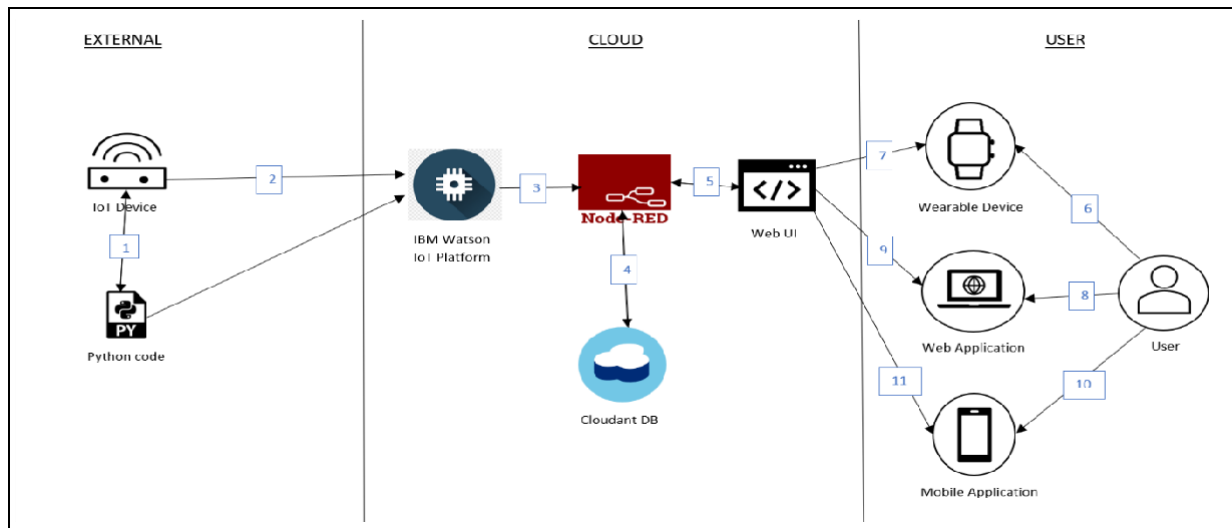 EXTERNAL
CLOUD
USER
IoT Device
1
2
PY
Python code
IBM Watson
IoT Platform
3
Node-RED
4
Cloudant DB
5
</>
Web UI
7
9
11
Wearable Device
6
Web Application
8
User
10
Mobile Application